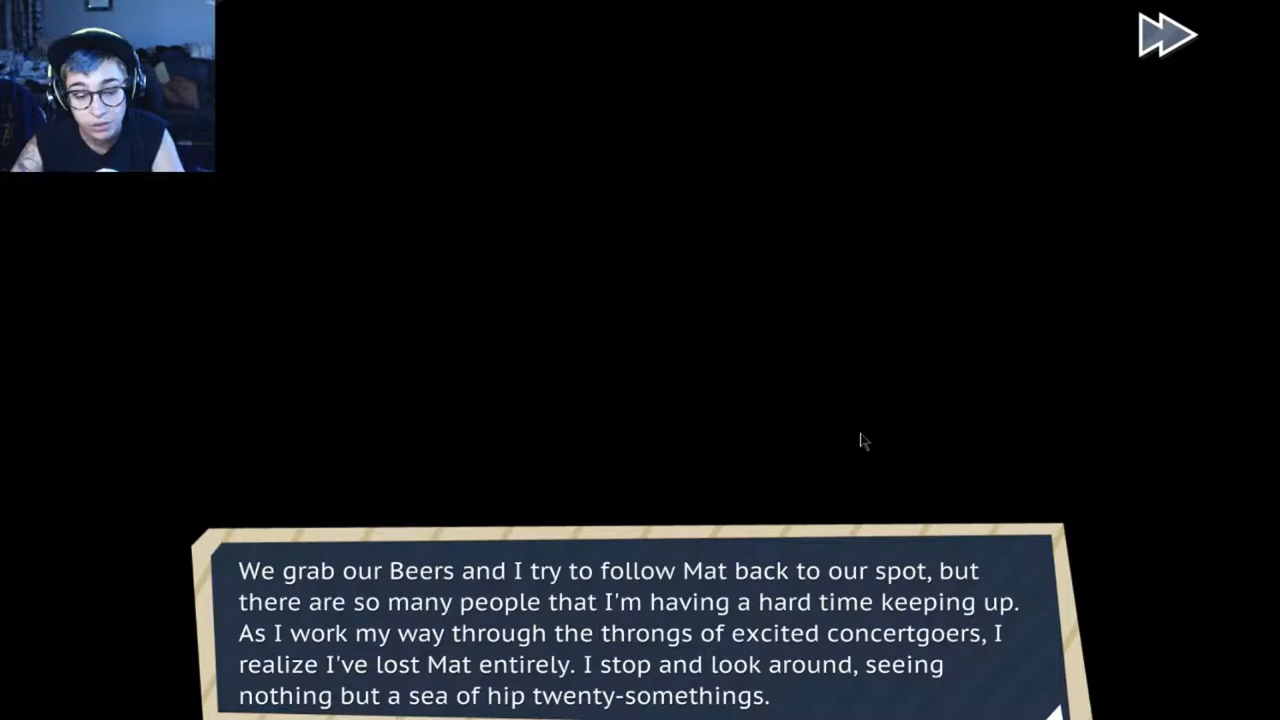 We grab our Beers and I try to follow Mat back to our spot, but
there are so many people that I'm having a hard time keeping up.
As I work my way through the throngs of excited concertgoers, I
realize I've lost Mat entirely. I stop and look around, seeing
nothing but a sea of hip twenty-somethings.